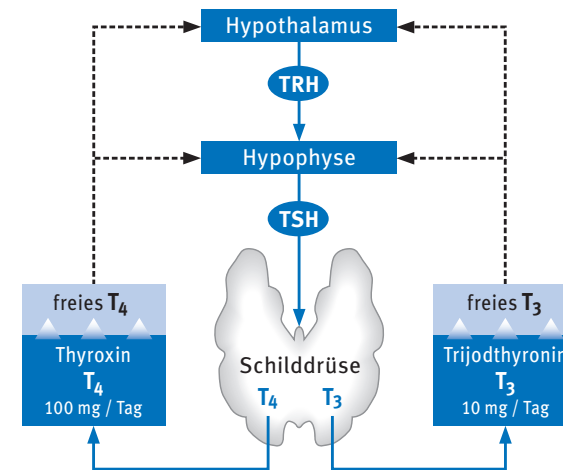 Hypothalamus
TRH
Hypophyse
TSH
freies T₄
Thyroxin
T₄
100 mg / Tag
Schilddrüse
T₄ T₃
freies T₃
Trijodthyronin
T₃
10 mg / Tag